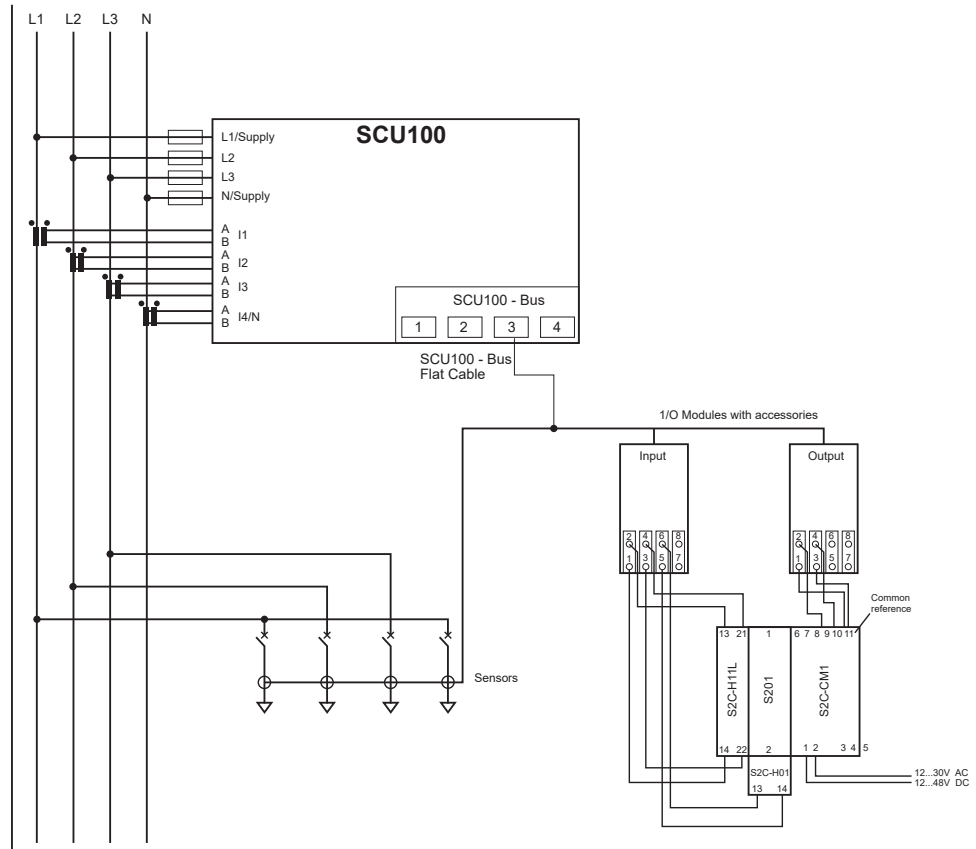 L1 L2 L3 N
SCU100
L1/Supply
L2
L3
N/Supply
A
B
I1
A
B
I2
A
B
I3
A
B
I4/N
SCU100 - Bus
1 2 3 4
SCU100 - Bus
Flat Cable
1/O Modules with accessories
Input
Output
2 4 6 8
1 3 5 7
2 4 6 8
1 3 5 7
Common
reference
13 21 1 6 7 8 9 10 11
S2C-H11L
S201
S2C-CM1
Sensors
14 22 2 1 2 3 4 5
S2C-H01
13 14
12...30V AC
12...48V DC